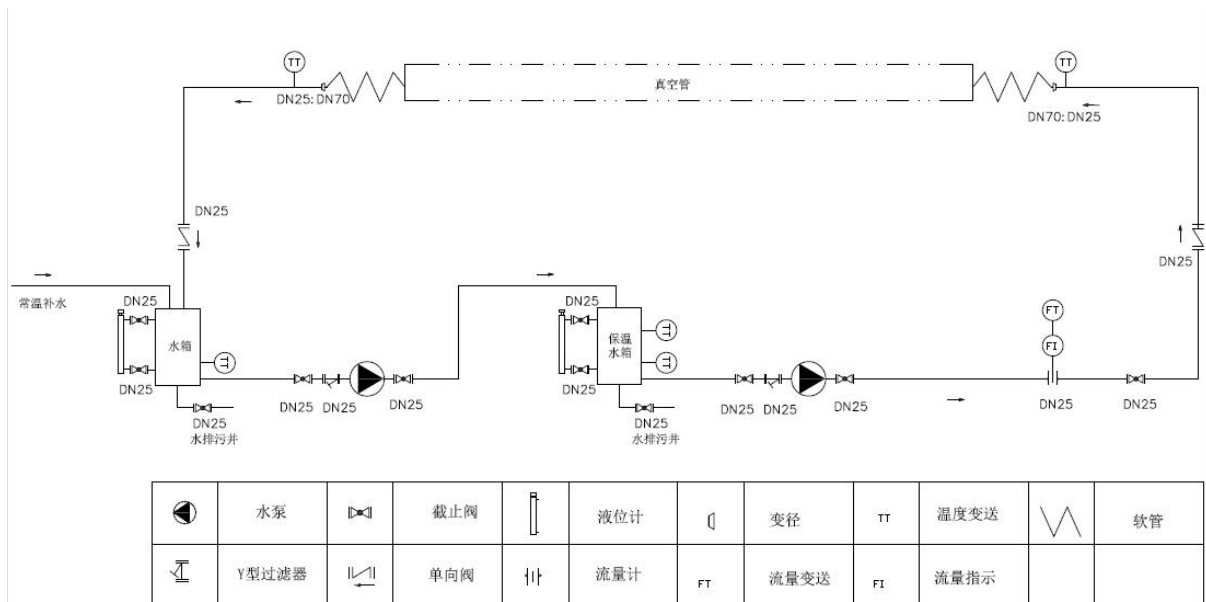 TT
TT
真空管
DN25:DN70
DN70:DN25
DN25
DN25
常温补水
DN25
DN25
FT
水箱
保温
水箱
TT
TT
FI
TT
DN25
DN25
DN25
DN25
DN25
DN25
DN25
DN25
DN25
DN25
DN25
DN25
水排污井
水排污井
水泵
截止阀
液位计
变径
TT
温度变送
软管
Y型过滤器
单向阀
流量计
FT
流量变送
FI
流量指示